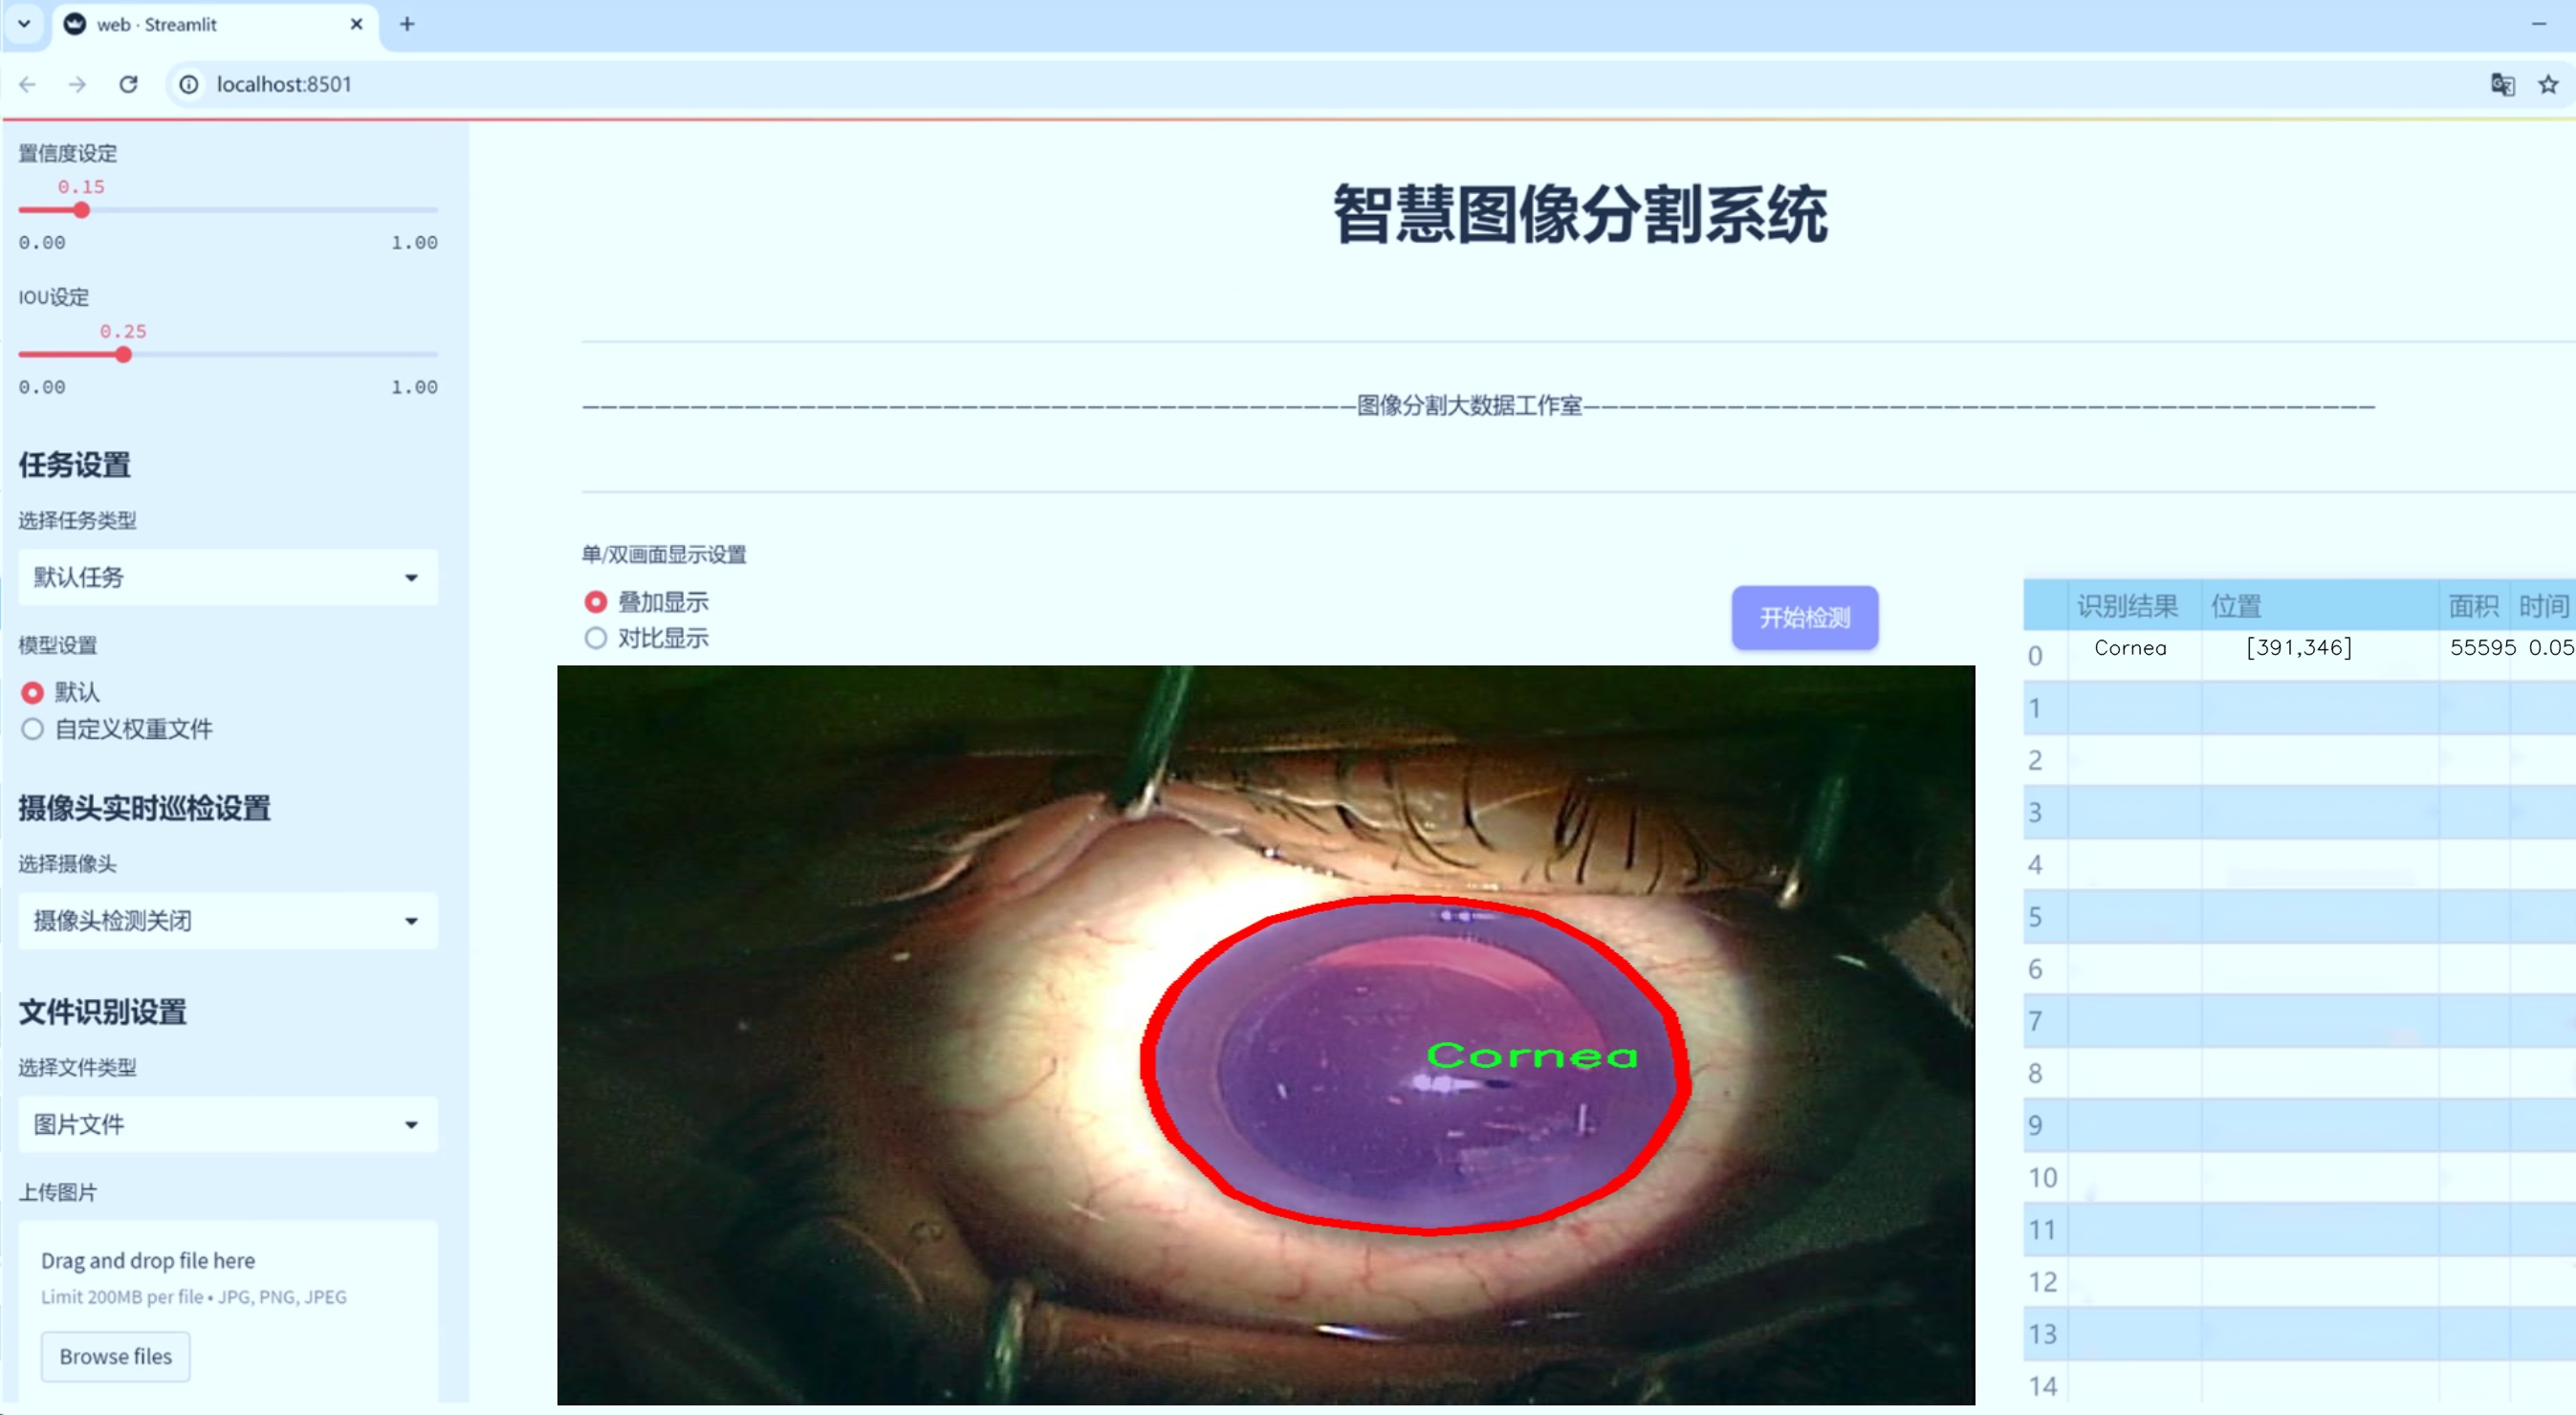 web · Streamlit
localhost:8501
置信度设定
0.15
0.00 1.00
IOU设定
0.25
0.00 1.00
任务设置
选择任务类型
默认任务
模型设置
默认
自定义权重文件
摄像头实时巡检设置
选择摄像头
摄像头检测关闭
文件识别设置
选择文件类型
图片文件
上传图片
Drag and drop file here
Limit 200MB per file • JPG, PNG, JPEG
Browse files
智慧图像分割系统
图像分割大数据工作室
单/双画面显示设置
叠加显示
对比显示
开始检测
Cornea
识别结果 位置 面积 时间
0 Cornea [391,346] 55595 0.05
1
2
3
4
5
6
7
8
9
10
11
12
13
14